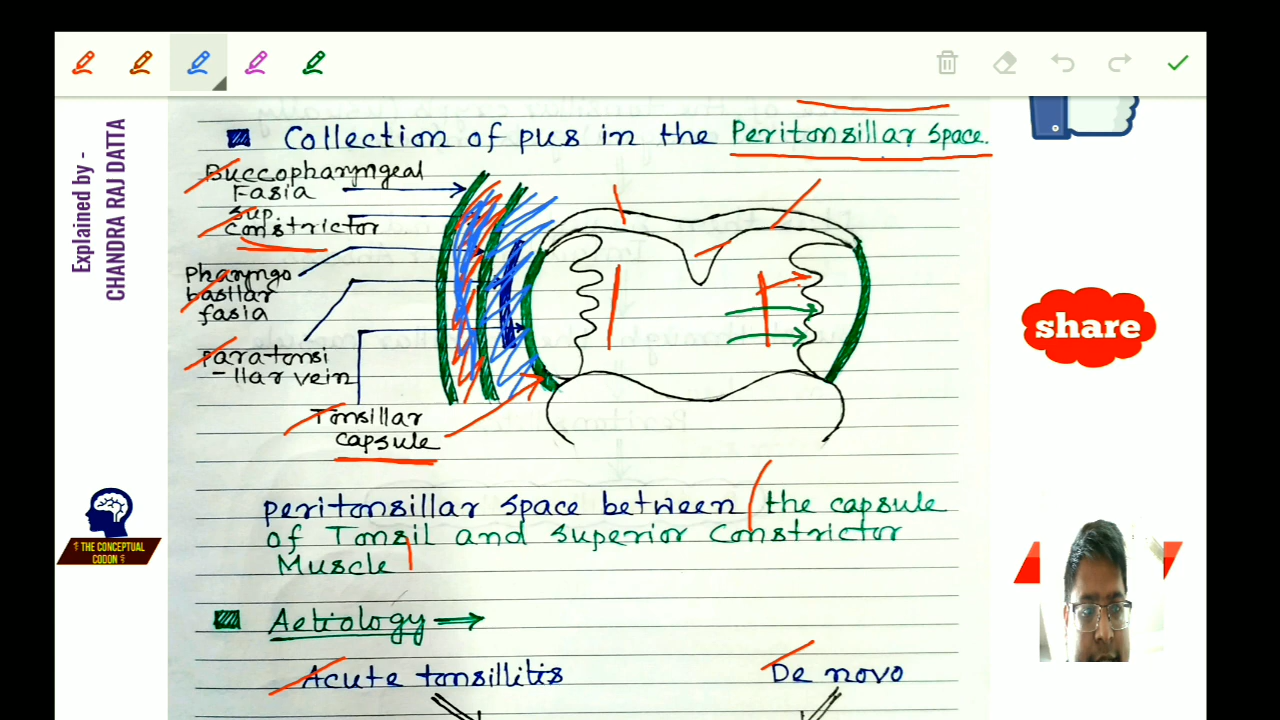 Explained by -
CHANDRA RAJ DATTA
Collection of pus in the Peritonsillar Space.
Buccopharyngeal
Fasia
Sup
Constrictor
Pharyngo
basilar
fasia
Paratonsi
-llar vein
Tonsillar
capsule
share
THE CONCEPTUAL
CODON
peritonsillar space between the capsule
of Tonsil and Superior Constrictor
Muscle
Aetiology →
Acute tonsillitis
De novo